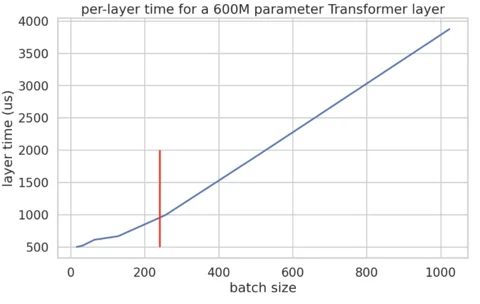 per-layer time for a 600M parameter Transformer layer
4000
3500
3000
2500
2000
1500
1000
500
layer time (us)
0 200 400 600 800 1000
batch size